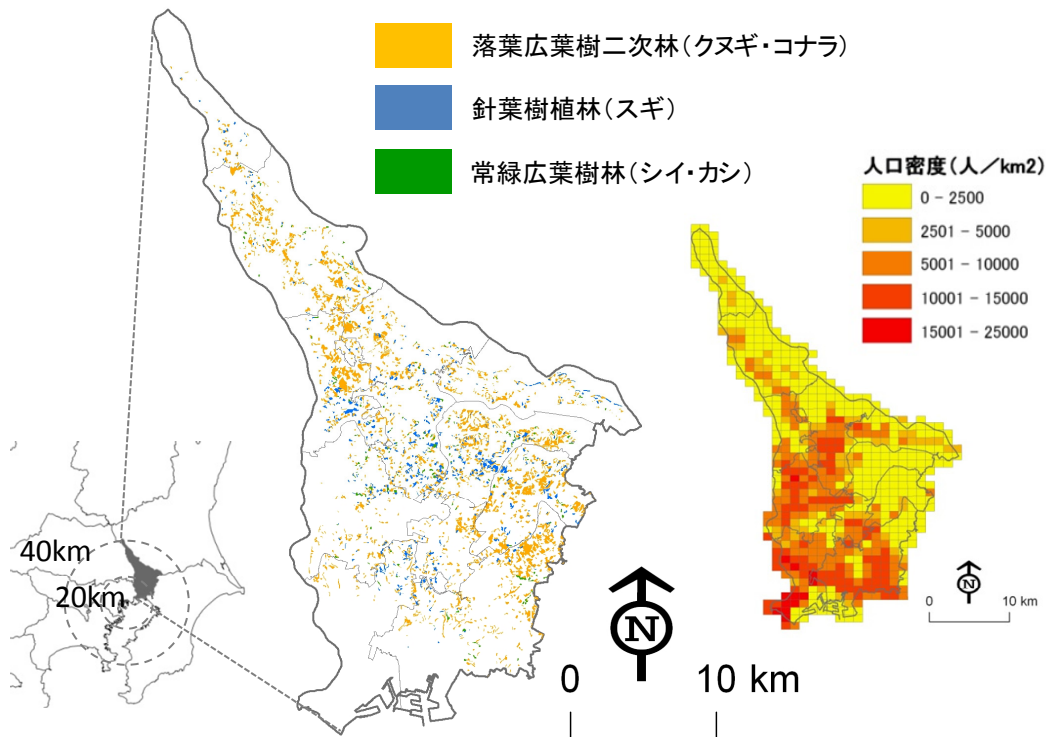 落葉広葉樹二次林(クヌギ・コナラ)
針葉樹植林(スギ)
常緑広葉樹林(シイ・カシ)
人口密度(人/km2)
0 - 2500
2501 - 5000
5001 - 10000
10001 - 15000
15001 - 25000
40km
20km
N
0 10 km
N
0 10 km